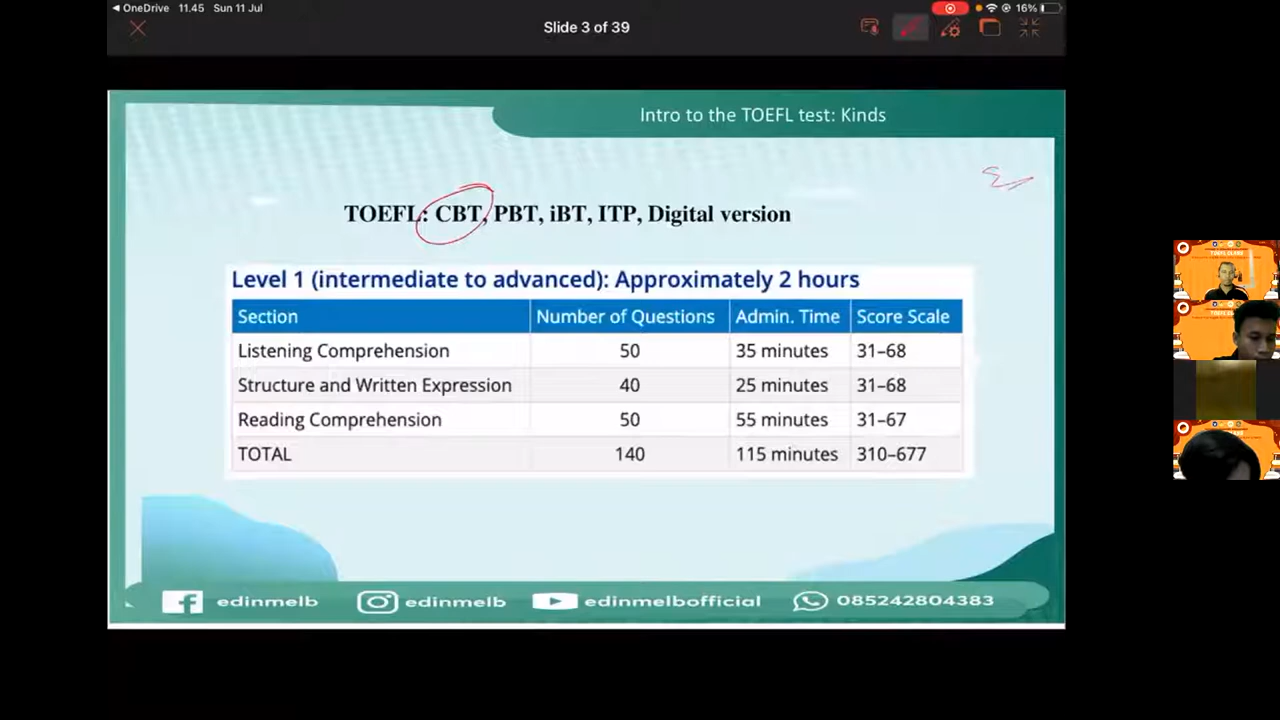 OneDrive 11.45 Sun 11 Jul 16%
Slide 3 of 39
Intro to the TOEFL test: Kinds
TOEFL: CBT, PBT, iBT, ITP, Digital version
Level 1 (intermediate to advanced): Approximately 2 hours
Section Number of Questions Admin. Time Score Scale
Listening Comprehension 50 35 minutes 31–68
Structure and Written Expression 40 25 minutes 31–68
Reading Comprehension 50 55 minutes 31–67
TOTAL 140 115 minutes 310–677
edinmelb edinmelb edinmelbofficial 085242804383